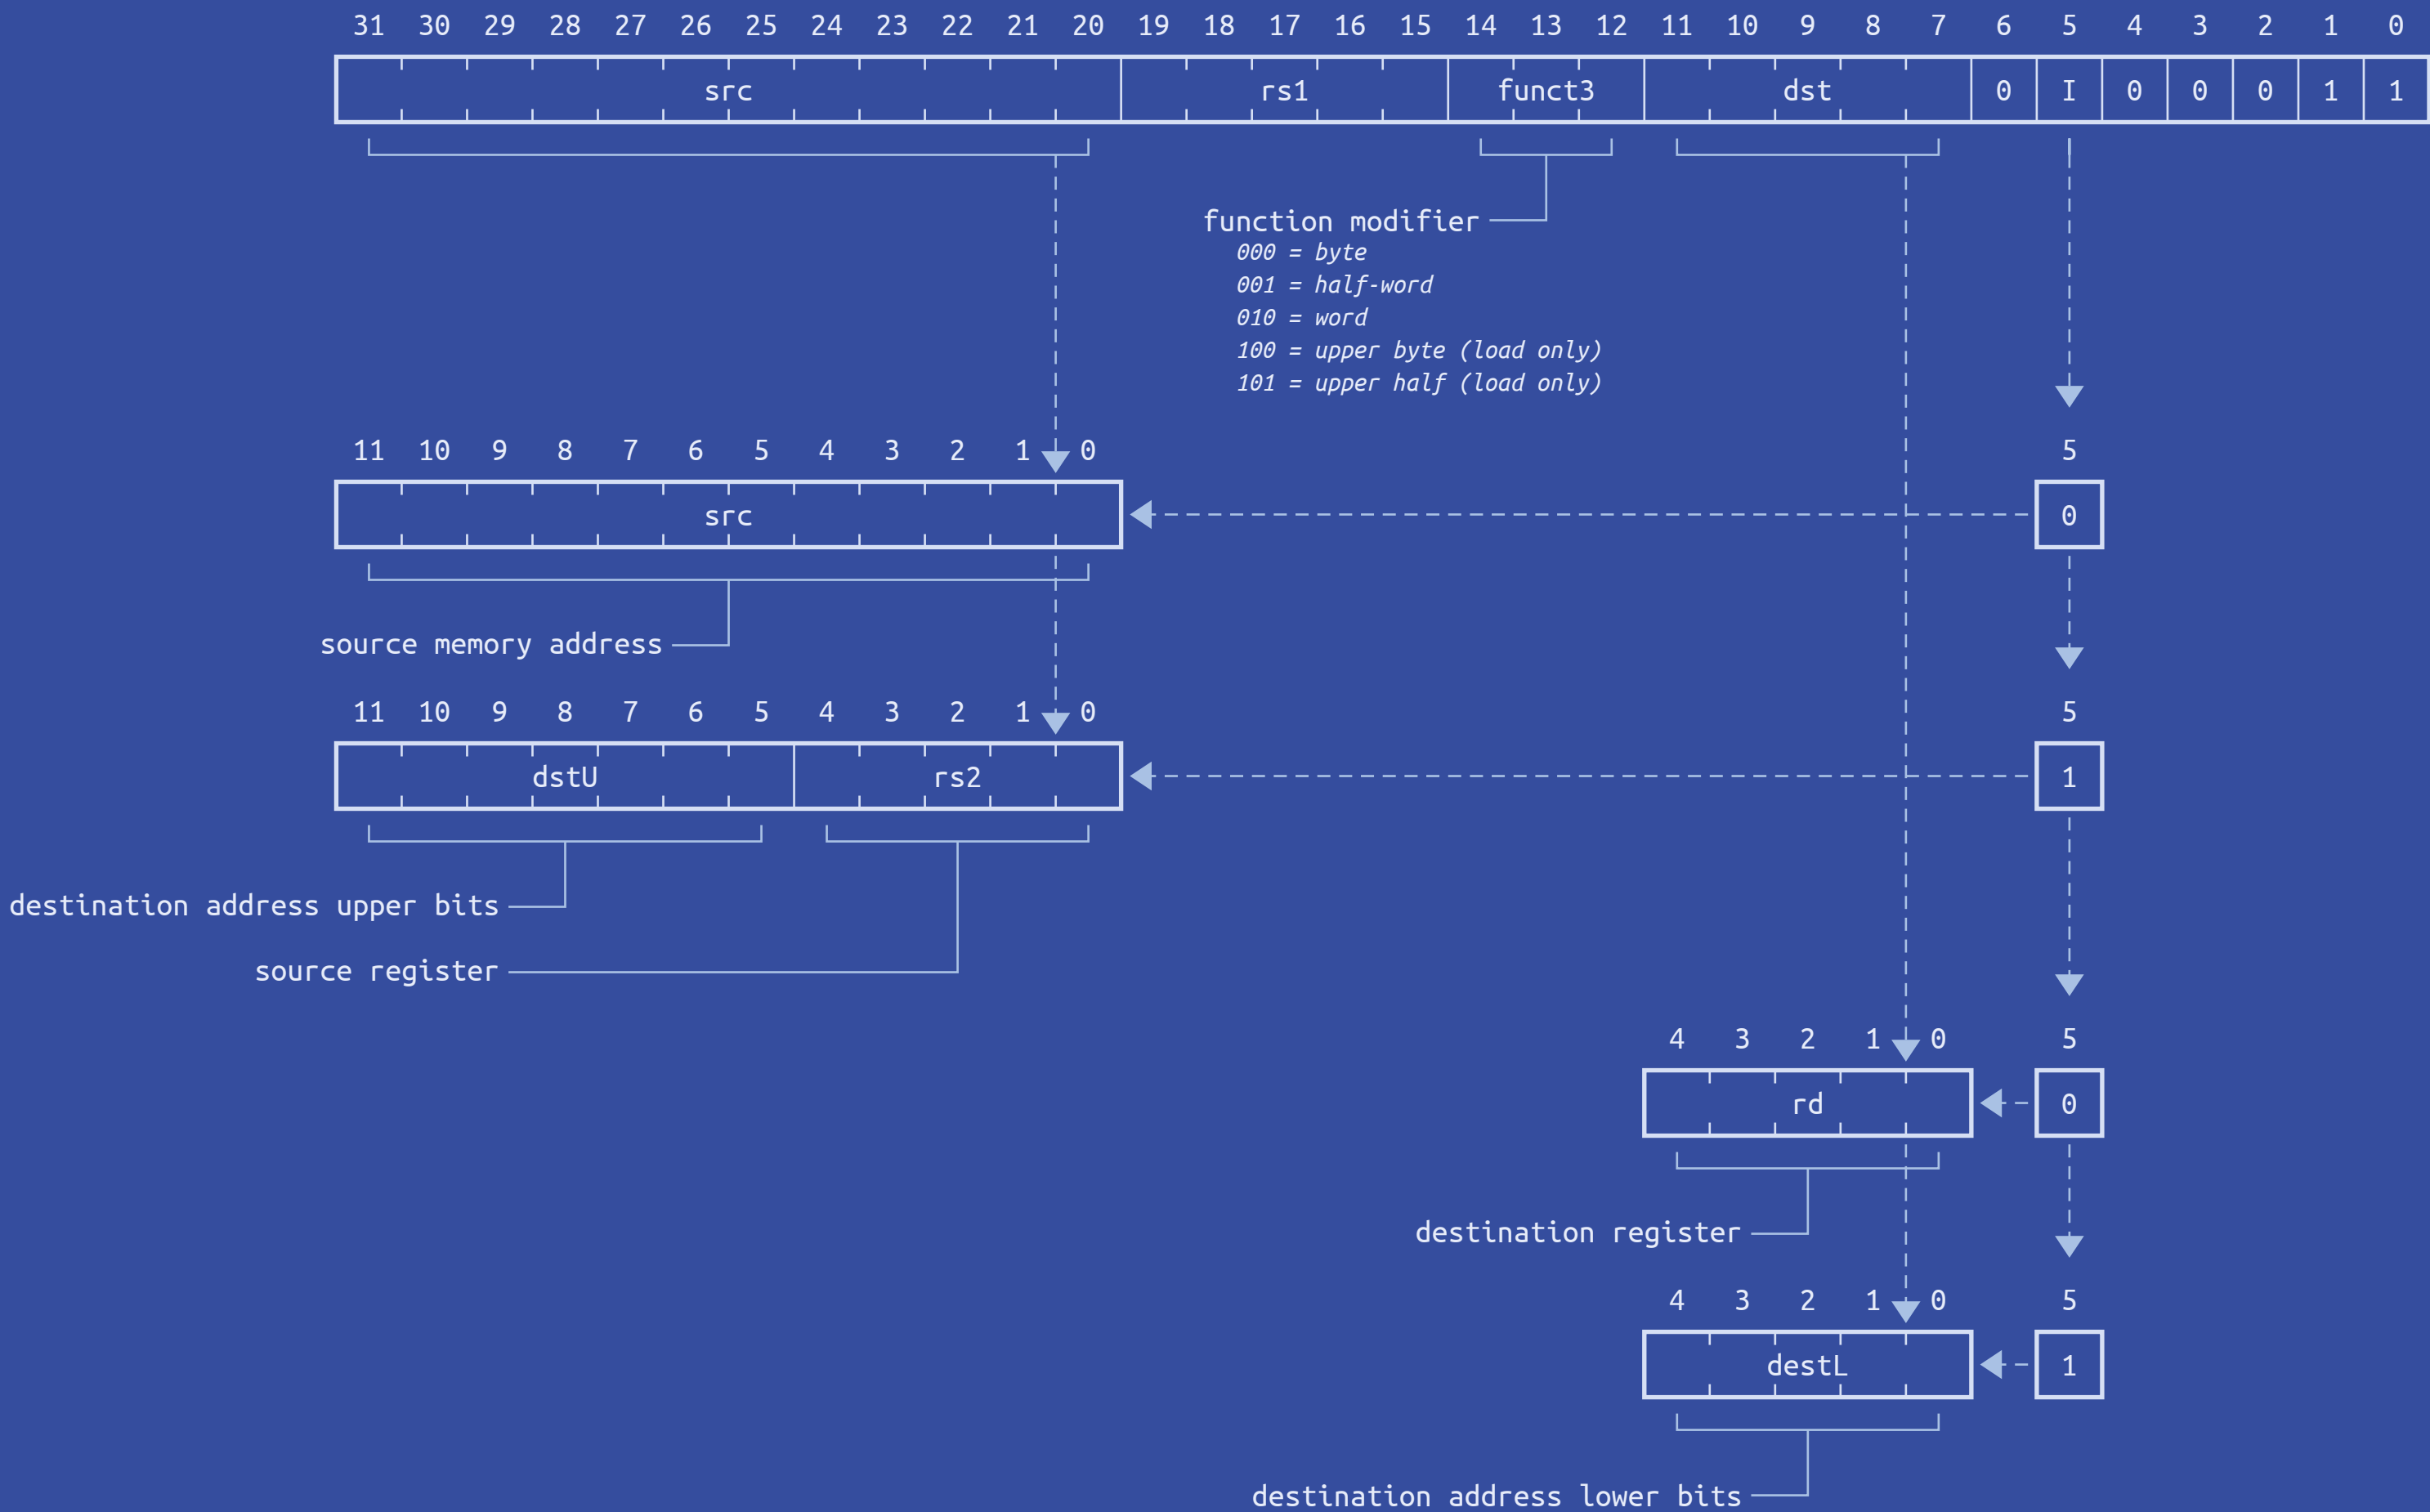 31 30 29 28 27 26 25 24 23 22 21 20 19 18 17 16 15 14 13 12 11 10 9 8 7 6 5 4 3 2 1 0
src rs1 funct3 dst 0 I 0 0 0 1 1
function modifier
000 = byte
001 = half-word
010 = word
100 = upper byte (load only)
101 = upper half (load only)
11 10 9 8 7 6 5 4 3 2 1 0 5
src 0
source memory address
11 10 9 8 7 6 5 4 3 2 1 0 5
dstU rs2 1
destination address upper bits
source register
4 3 2 1 0 5
rd 0
destination register
4 3 2 1 0 5
destL 1
destination address lower bits